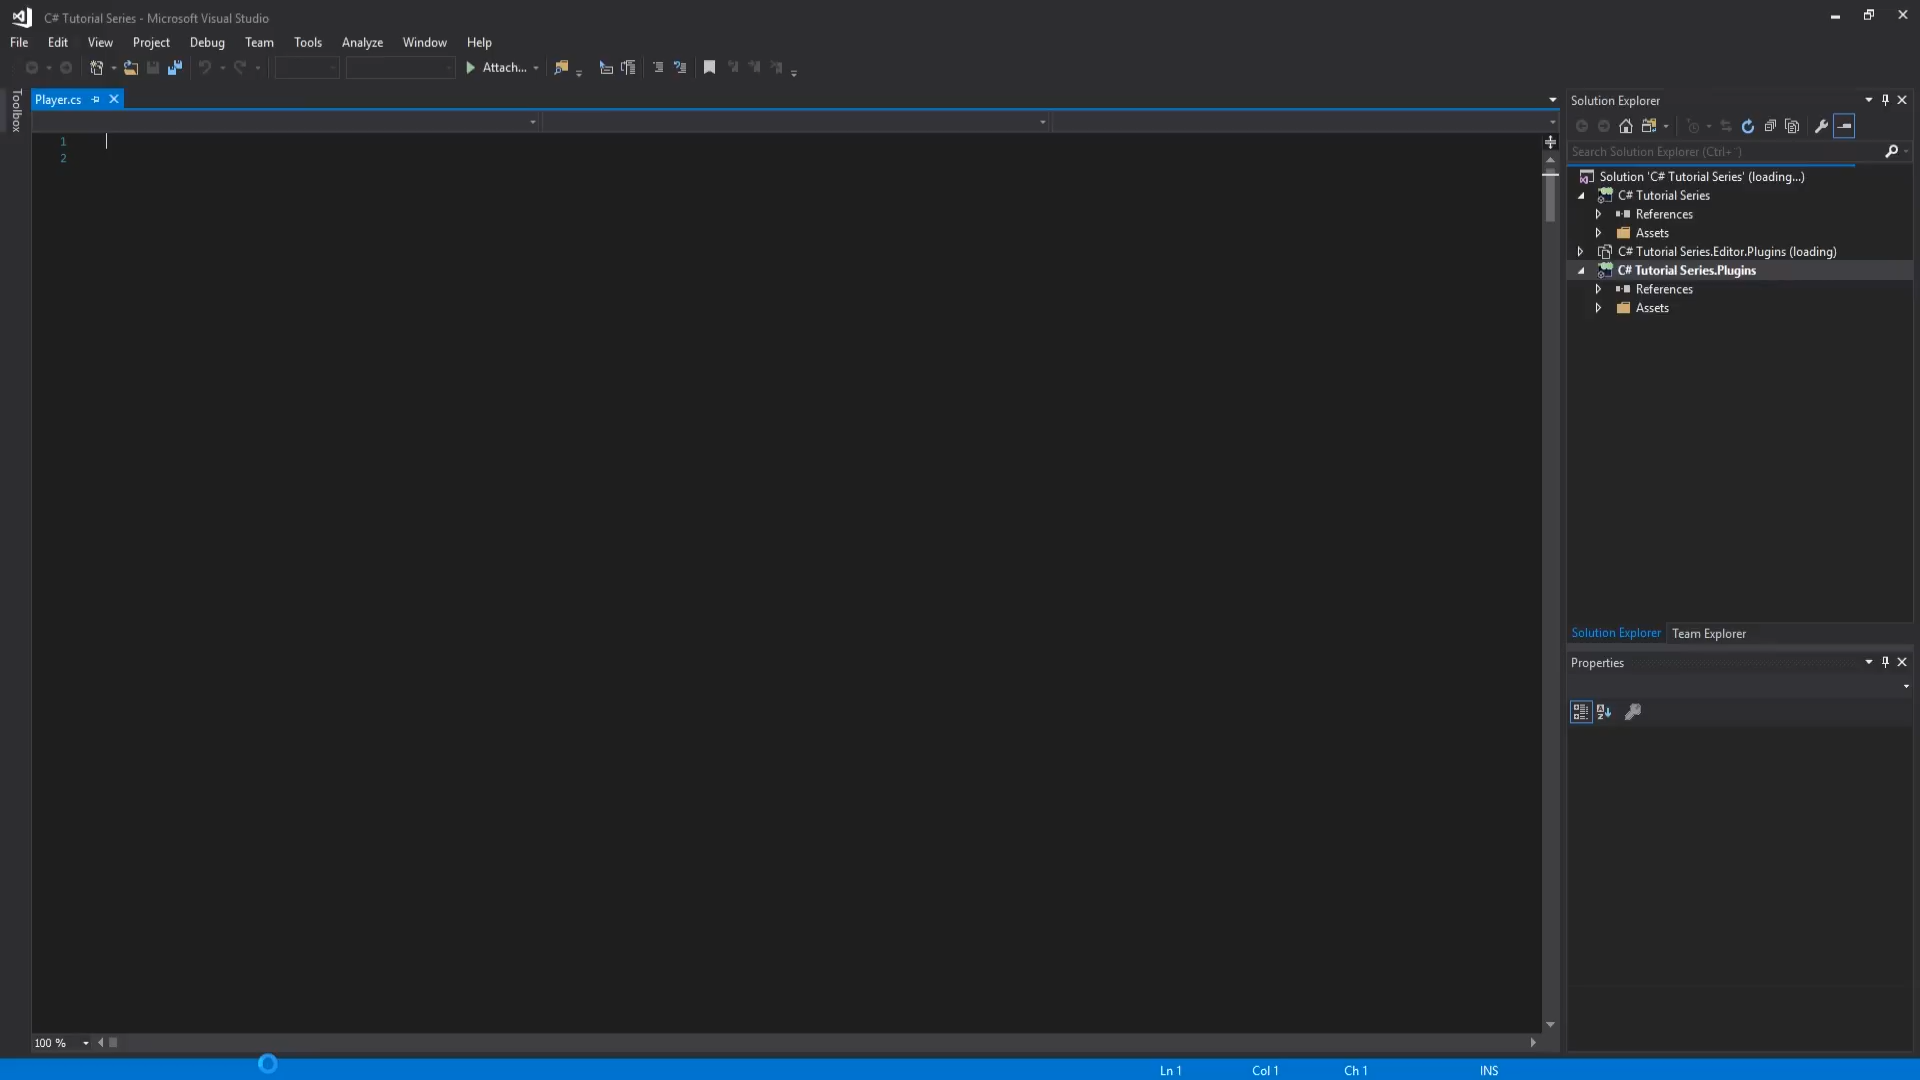 C# Tutorial Series - Microsoft Visual Studio
File Edit View Project Debug Team Tools Analyze Window Help
Attach...
Toolbox
Player.cs
1
2
100 %
Solution Explorer
Search Solution Explorer (Ctrl+¨)
Solution 'C# Tutorial Series' (loading...)
C# Tutorial Series
References
Assets
C# Tutorial Series.Editor.Plugins (loading)
C# Tutorial Series.Plugins
References
Assets
Solution Explorer Team Explorer
Properties
Ln 1 Col 1 Ch 1 INS